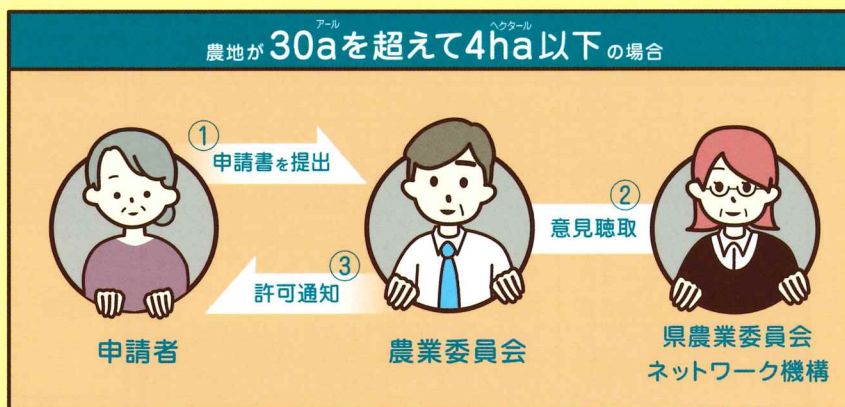 農地が30aを超えて4ha以下の場合
アール
ヘクタール
①
申請書を提出
②
意見聴取
③
許可通知
申請者
農業委員会
県農業委員会
ネットワーク機構